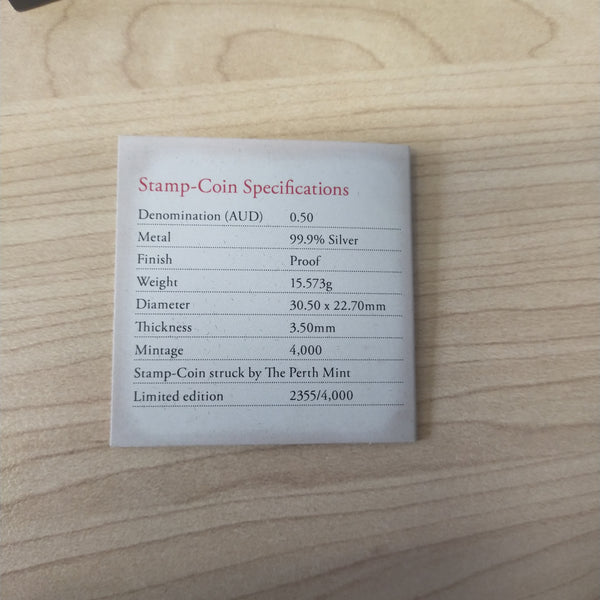 Stamp-Coin Specifications
Denomination (AUD) 0.50
Metal 99.9% Silver
Finish Proof
Weight 15.573g
Diameter 30.50 x 22.70mm
Thickness 3.50mm
Mintage 4,000
Stamp-Coin struck by The Perth Mint
Limited edition 2355/4,000